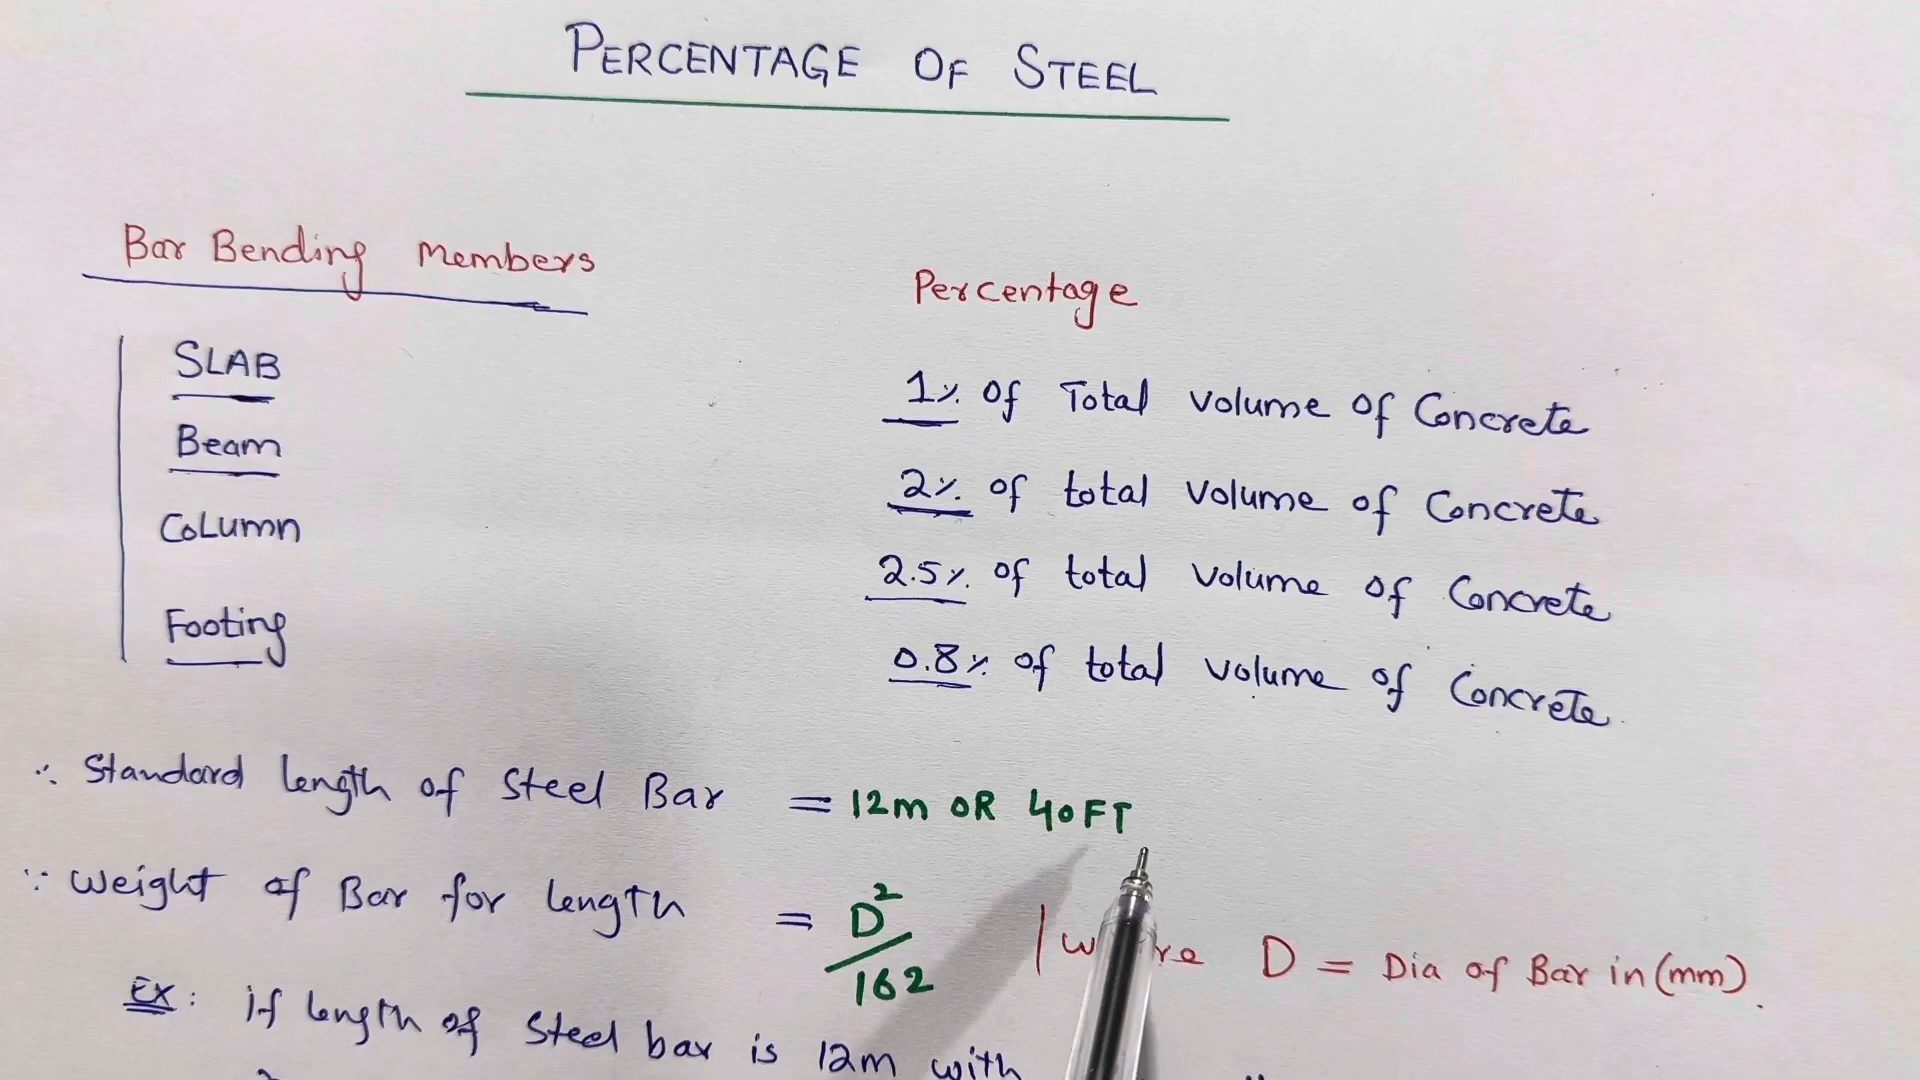 PERCENTAGE OF STEEL
Bar Bending Members
Percentage
SLAB
1% of Total volume of Concrete
Beam
2% of total volume of Concrete
Column
2.5% of total volume of Concrete
Footing
0.8% of total volume of Concrete
∴ Standard length of Steel Bar = 12m OR 40FT
∵ Weight of Bar for length = D²/162 | where D = Dia of Bar in (mm).
Ex: if length of Steel bar is 12m with